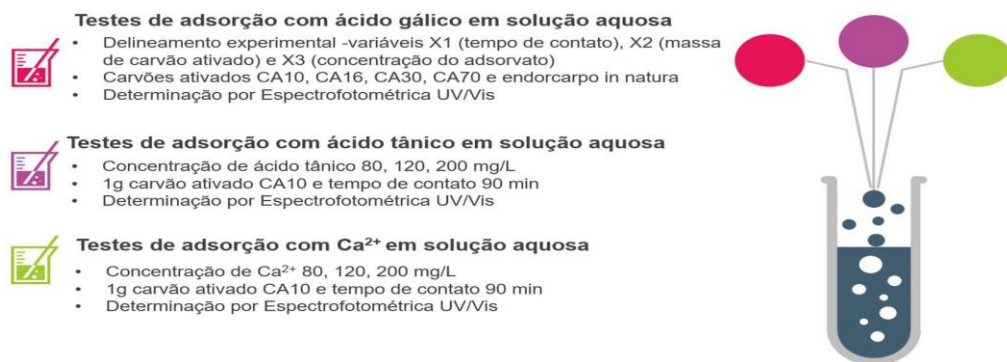 Testes de adsorção com ácido gálico em solução aquosa
• Delineamento experimental -variáveis X1 (tempo de contato), X2 (massa
de carvão ativado) e X3 (concentração do adsorvato)
• Carvões ativados CA10, CA16, CA30, CA70 e endorcarpo in natura
• Determinação por Espectrofotométrica UV/Vis
Testes de adsorção com ácido tânico em solução aquosa
• Concentração de ácido tânico 80, 120, 200 mg/L
• 1g carvão ativado CA10 e tempo de contato 90 min
• Determinação por Espectrofotométrica UV/Vis
Testes de adsorção com Ca²⁺ em solução aquosa
• Concentração de Ca²⁺ 80, 120, 200 mg/L
• 1g carvão ativado CA10 e tempo de contato 90 min
• Determinação por Espectrofotométrica UV/Vis